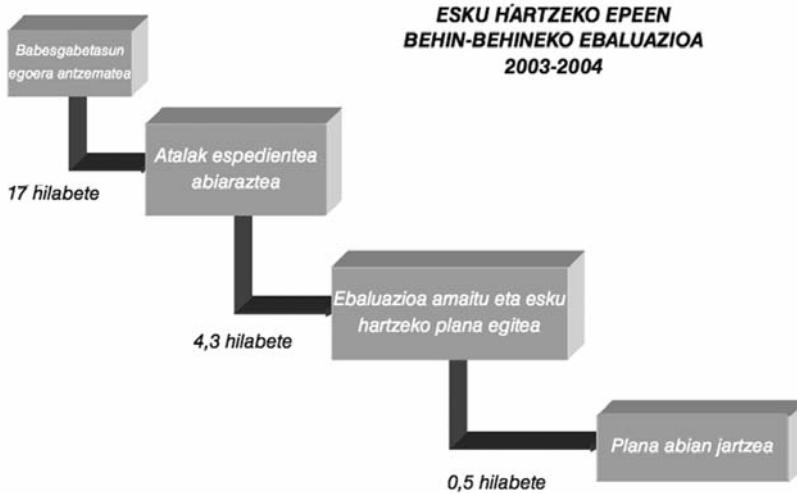 ESKU HARTZEKO EPEEN
BEHIN-BEHINEKO EBALUAZIOA
2003-2004
Babesgabetasun
egoera antzematea
17 hilabete
Atalak espedientea
abiaraztea
4,3 hilabete
Ebaluazioa amaitu eta esku
hartzeko plana egitea
0,5 hilabete
Plana abian jartzea